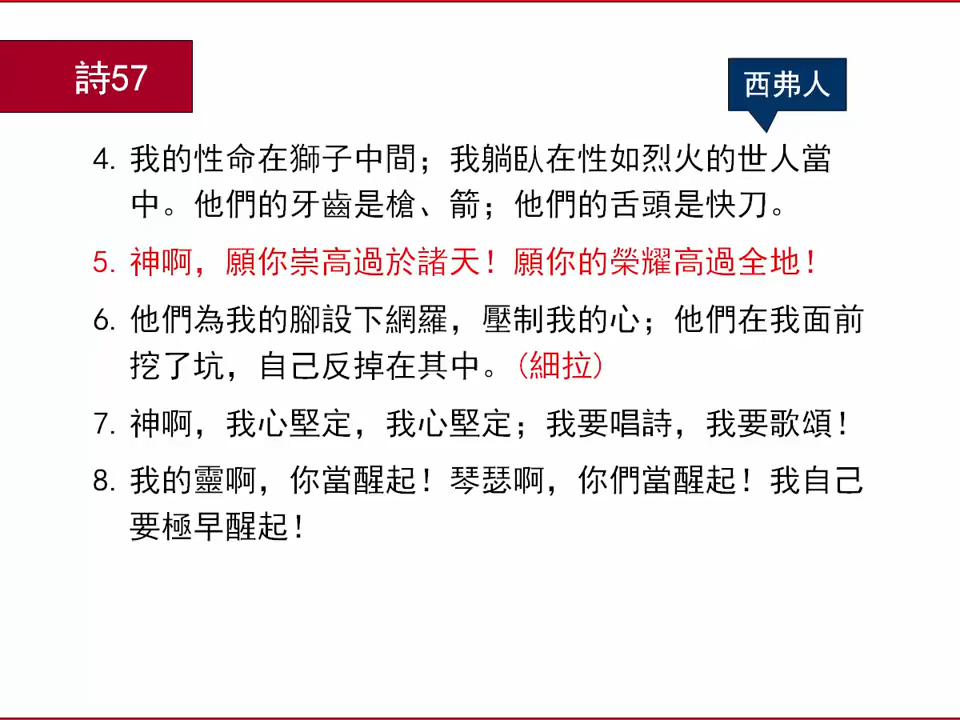 詩57
西弗人
4. 我的性命在獅子中間；我躺臥在性如烈火的世人當
中。他們的牙齒是槍、箭；他們的舌頭是快刀。
5. 神啊，願你崇高過於諸天！願你的榮耀高過全地！
6. 他們為我的腳設下網羅，壓制我的心；他們在我面前
挖了坑，自己反掉在其中。(細拉)
7. 神啊，我心堅定，我心堅定；我要唱詩，我要歌頌！
8. 我的靈啊，你當醒起！琴瑟啊，你們當醒起！我自己
要極早醒起！